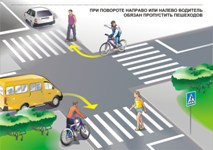 ПРИ ПОВОРОТЕ НАПРАВО ИЛИ НАЛЕВО ВОДИТЕЛЬ
ОБЯЗАН ПРОПУСТИТЬ ПЕШЕХОДОВ